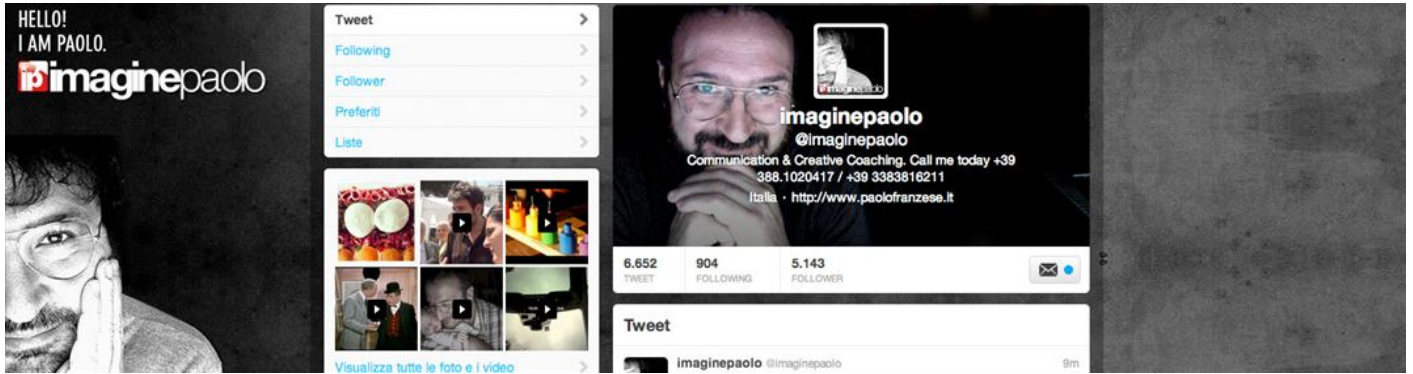 HELLO!
I AM PAOLO.
ip imaginepaolo
Tweet
Following
Follower
Preferiti
Liste
Visualizza tutte le foto e i video
imaginepaolo
imaginepaolo
@imaginepaolo
Communication & Creative Coaching. Call me today +39
388.1020417 / +39 3383816211
Italia · http://www.paolofranzese.it
6.652
TWEET
904
FOLLOWING
5.143
FOLLOWER
Tweet
imaginepaolo @imaginepaolo 9m